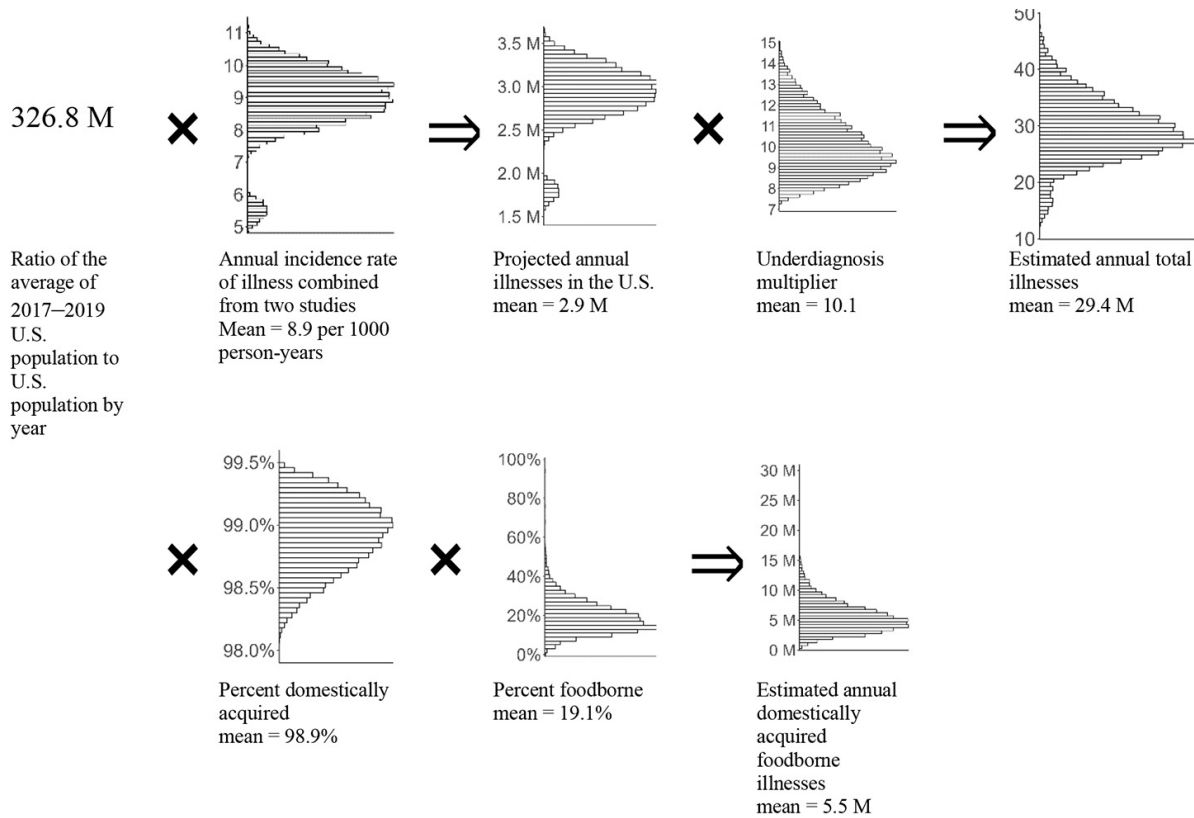 326.8 M
×
11
10
9
8
7
6
5
⇒
3.5 M
3.0 M
2.5 M
2.0 M
1.5 M
×
15
14
13
12
11
10
9
8
7
⇒
50
40
30
20
10
Ratio of the
average of
2017–2019
U.S.
population to
U.S.
population by
year
Annual incidence rate
of illness combined
from two studies
Mean = 8.9 per 1000
person-years
Projected annual
illnesses in the U.S.
mean = 2.9 M
Underdiagnosis
multiplier
mean = 10.1
Estimated annual total
illnesses
mean = 29.4 M
×
99.5%
99.0%
98.5%
98.0%
×
100%
80%
60%
40%
20%
0%
⇒
30 M
25 M
20 M
15 M
10 M
5 M
0 M
Percent domestically
acquired
mean = 98.9%
Percent foodborne
mean = 19.1%
Estimated annual
domestically
acquired
foodborne
illnesses
mean = 5.5 M